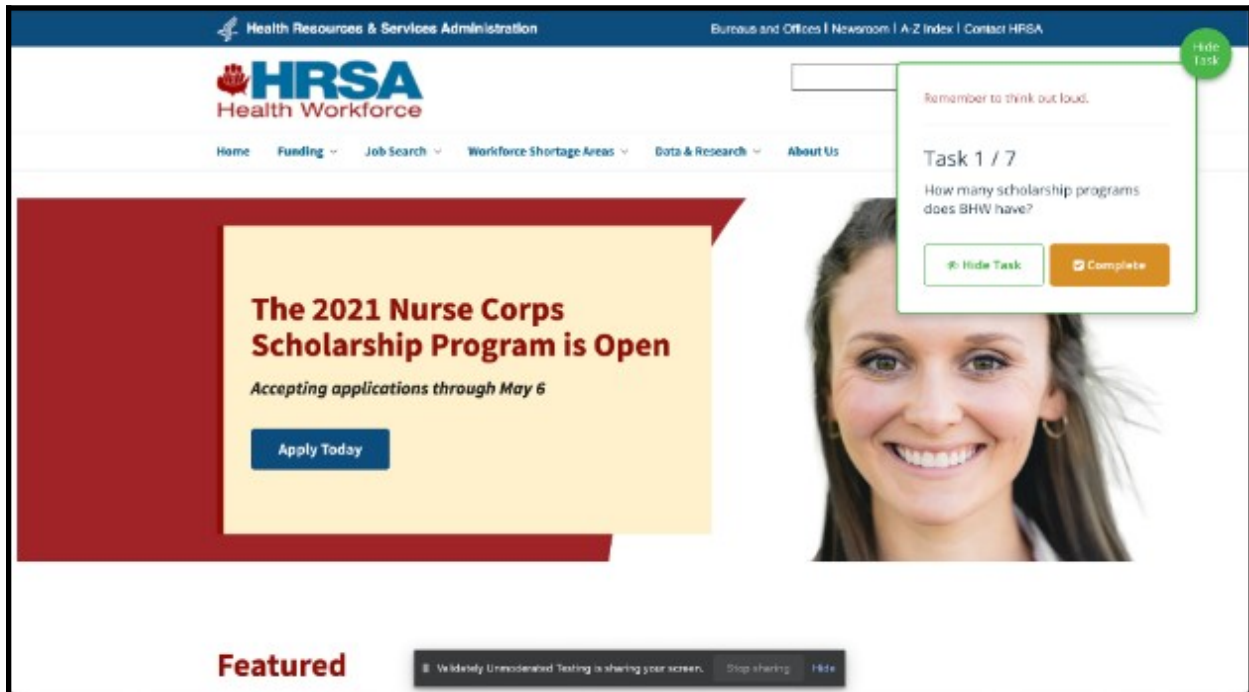 Health Resources & Services Administration
Bureaus and Offices | Newsroom | A-Z Index | Contact HRSA
Hide
Task
HRSA
Health Workforce
Remember to think out loud.
Home Funding Job Search Workforce Shortage Areas Data & Research About Us
Task 1 / 7
How many scholarship programs
does BHW have?
Hide Task Complete
The 2021 Nurse Corps
Scholarship Program is Open
Accepting applications through May 6
Apply Today
Featured
Validately Unmoderated Testing is sharing your screen. Stop sharing Hide